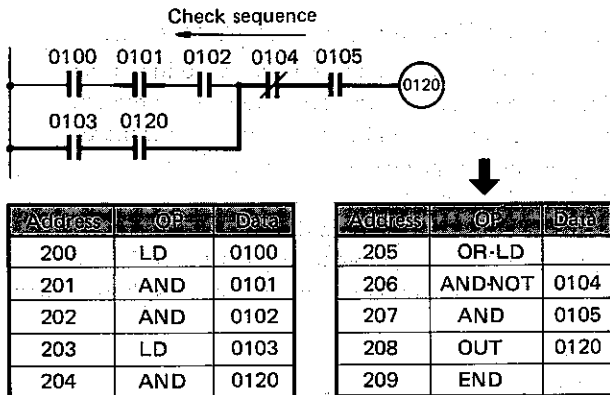 Check sequence
0100 0101 0102 0104 0105
0120
0103 0120
Address OP Data
200 LD 0100
201 AND 0101
202 AND 0102
203 LD 0103
204 AND 0120
Address OP Data
205 OR·LD
206 AND·NOT 0104
207 AND 0105
208 OUT 0120
209 END